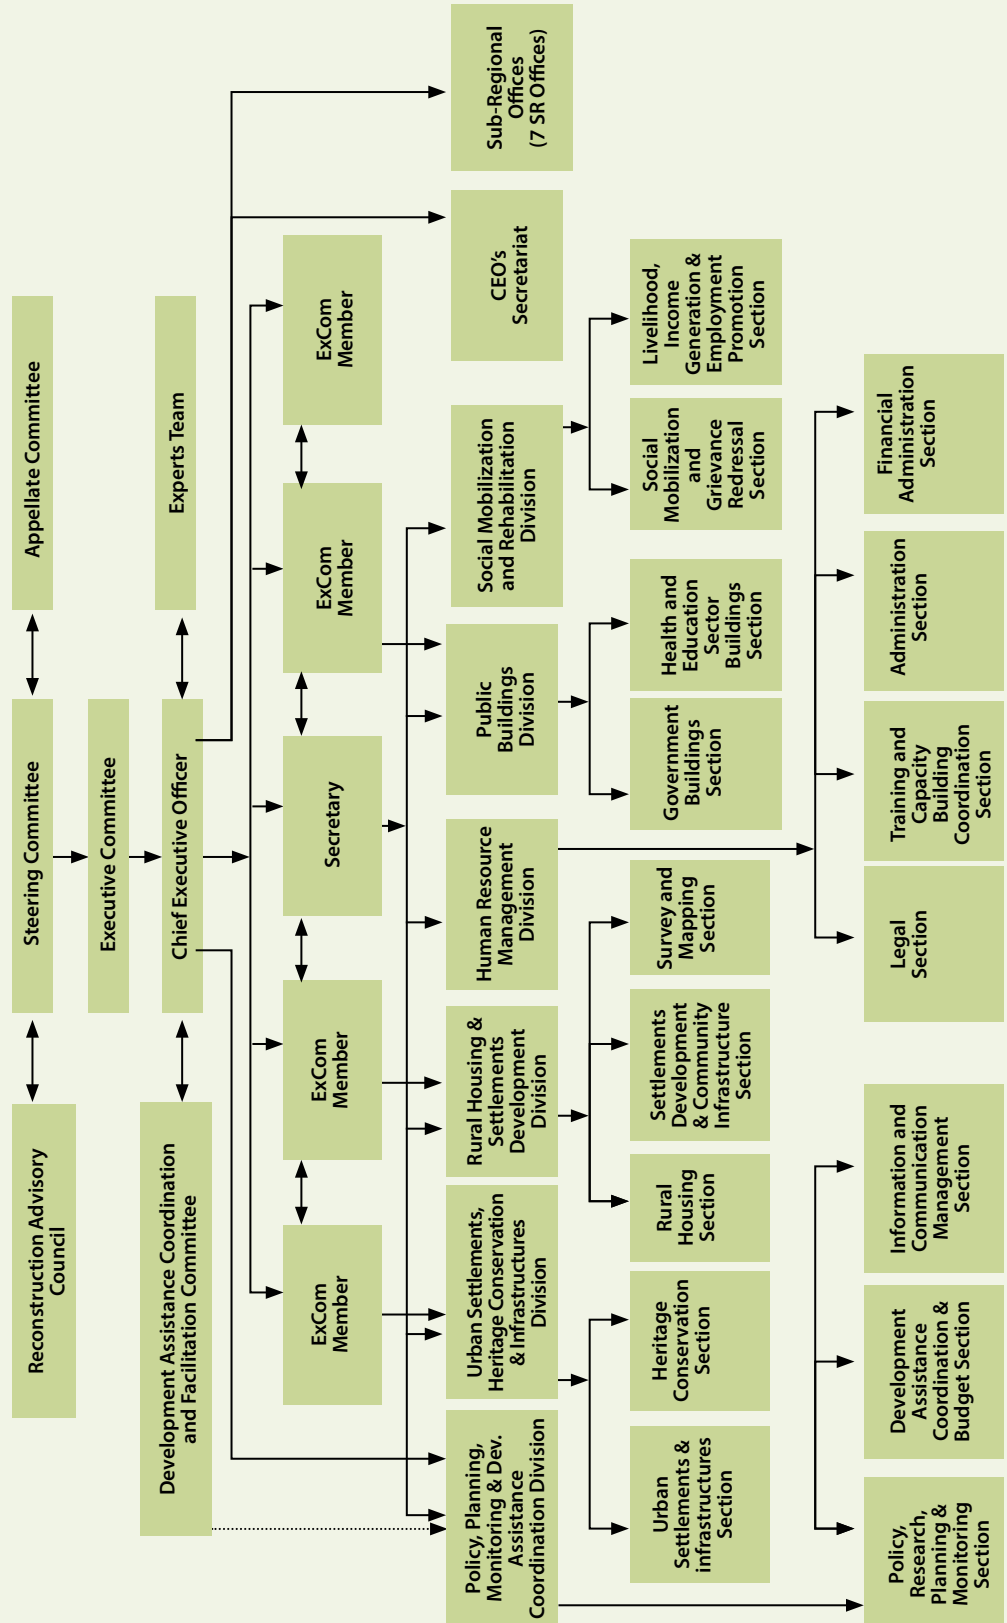 Reconstruction Advisory
Council
Steering Committee
Appellate Committee
Executive Committee
Development Assistance Coordination
and Facilitation Committee
Chief Executive Officer
Experts Team
ExCom
Member
ExCom
Member
Secretary
ExCom
Member
ExCom
Member
Policy, Planning,
Monitoring & Dev.
Assistance
Coordination Division
Urban Settlements,
Heritage Conservation
& Infrastructures
Division
Rural Housing &
Settlements
Development
Division
Human Resource
Management
Division
Public
Buildings
Division
Social Mobilization
and Rehabilitation
Division
CEO's
Secretariat
Sub-Regional
Offices
(7 SR Offices)
Urban
Settlements &
infrastructures
Section
Heritage
Conservation
Section
Rural
Housing
Section
Settlements
Development
& Community
Infrastructure
Section
Survey and
Mapping
Section
Government
Buildings
Section
Health and
Education
Sector
Buildings
Section
Social
Mobilization
and
Grievance
Redressal
Section
Livelihood,
Income
Generation &
Employment
Promotion
Section
Policy,
Research,
Planning &
Monitoring
Section
Development
Assistance
Coordination &
Budget Section
Information and
Communication
Management
Section
Legal
Section
Training and
Capacity
Building
Coordination
Section
Administration
Section
Financial
Administration
Section